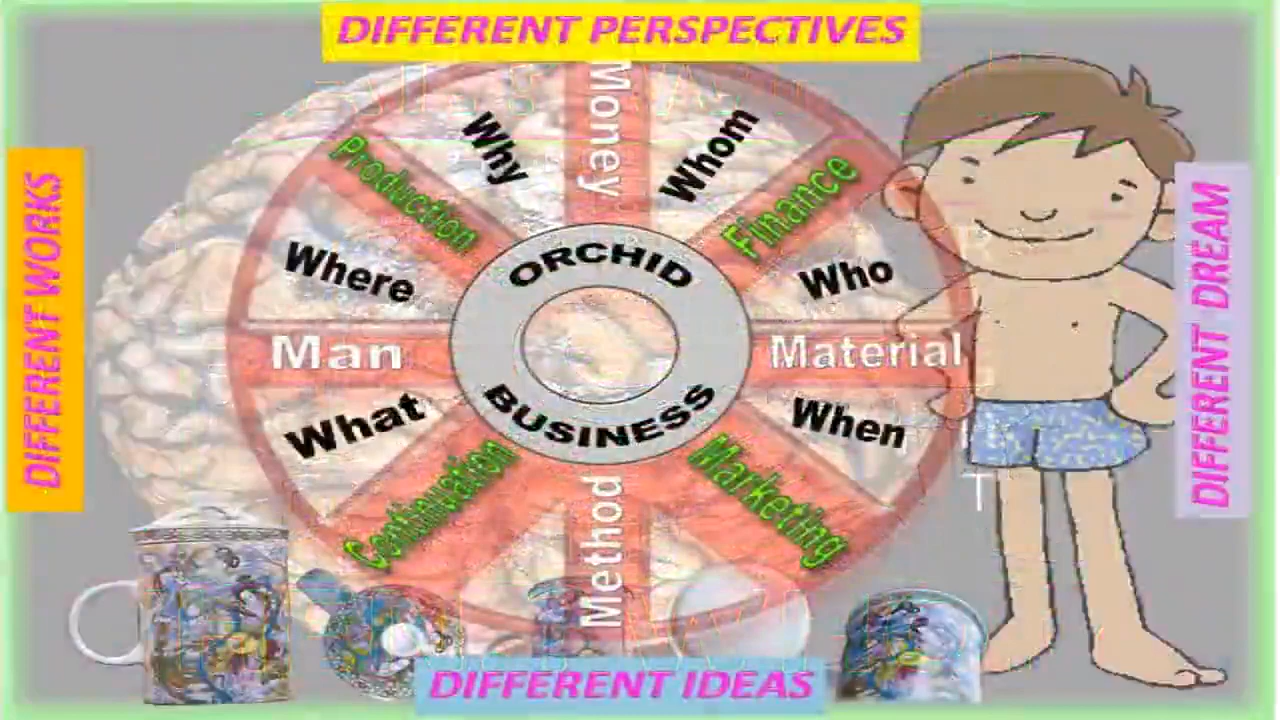 DIFFERENT PERSPECTIVES
DIFFERENT WORKS
DIFFERENT DREAM
Money
Why
Whom
Production
Finance
Where
Who
ORCHID
BUSINESS
Man
Material
What
When
Continuation
Marketing
Method
DIFFERENT IDEAS